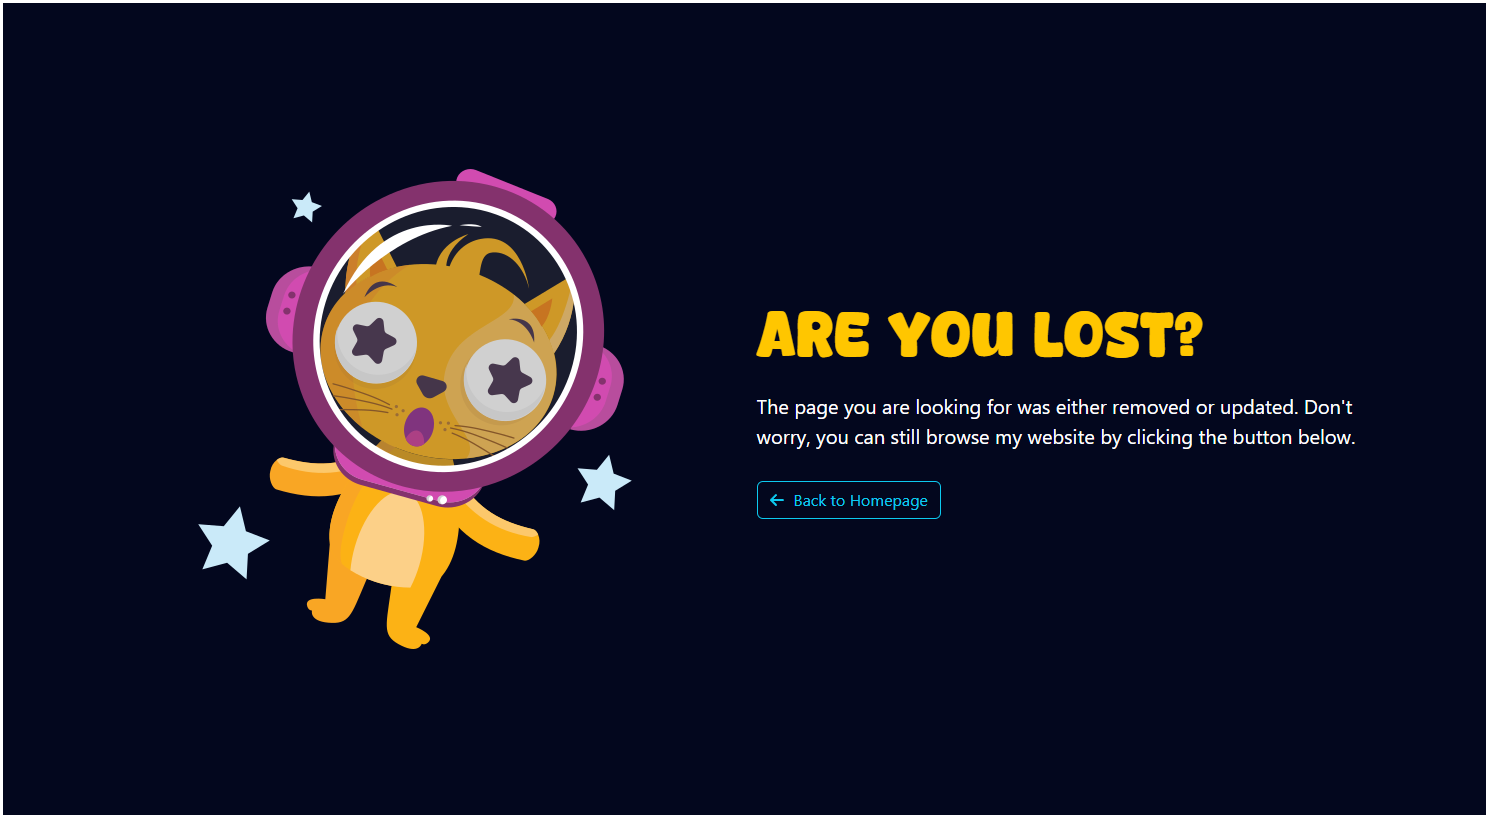 ARE YOU LOST?
The page you are looking for was either removed or updated. Don't
worry, you can still browse my website by clicking the button below.
Back to Homepage